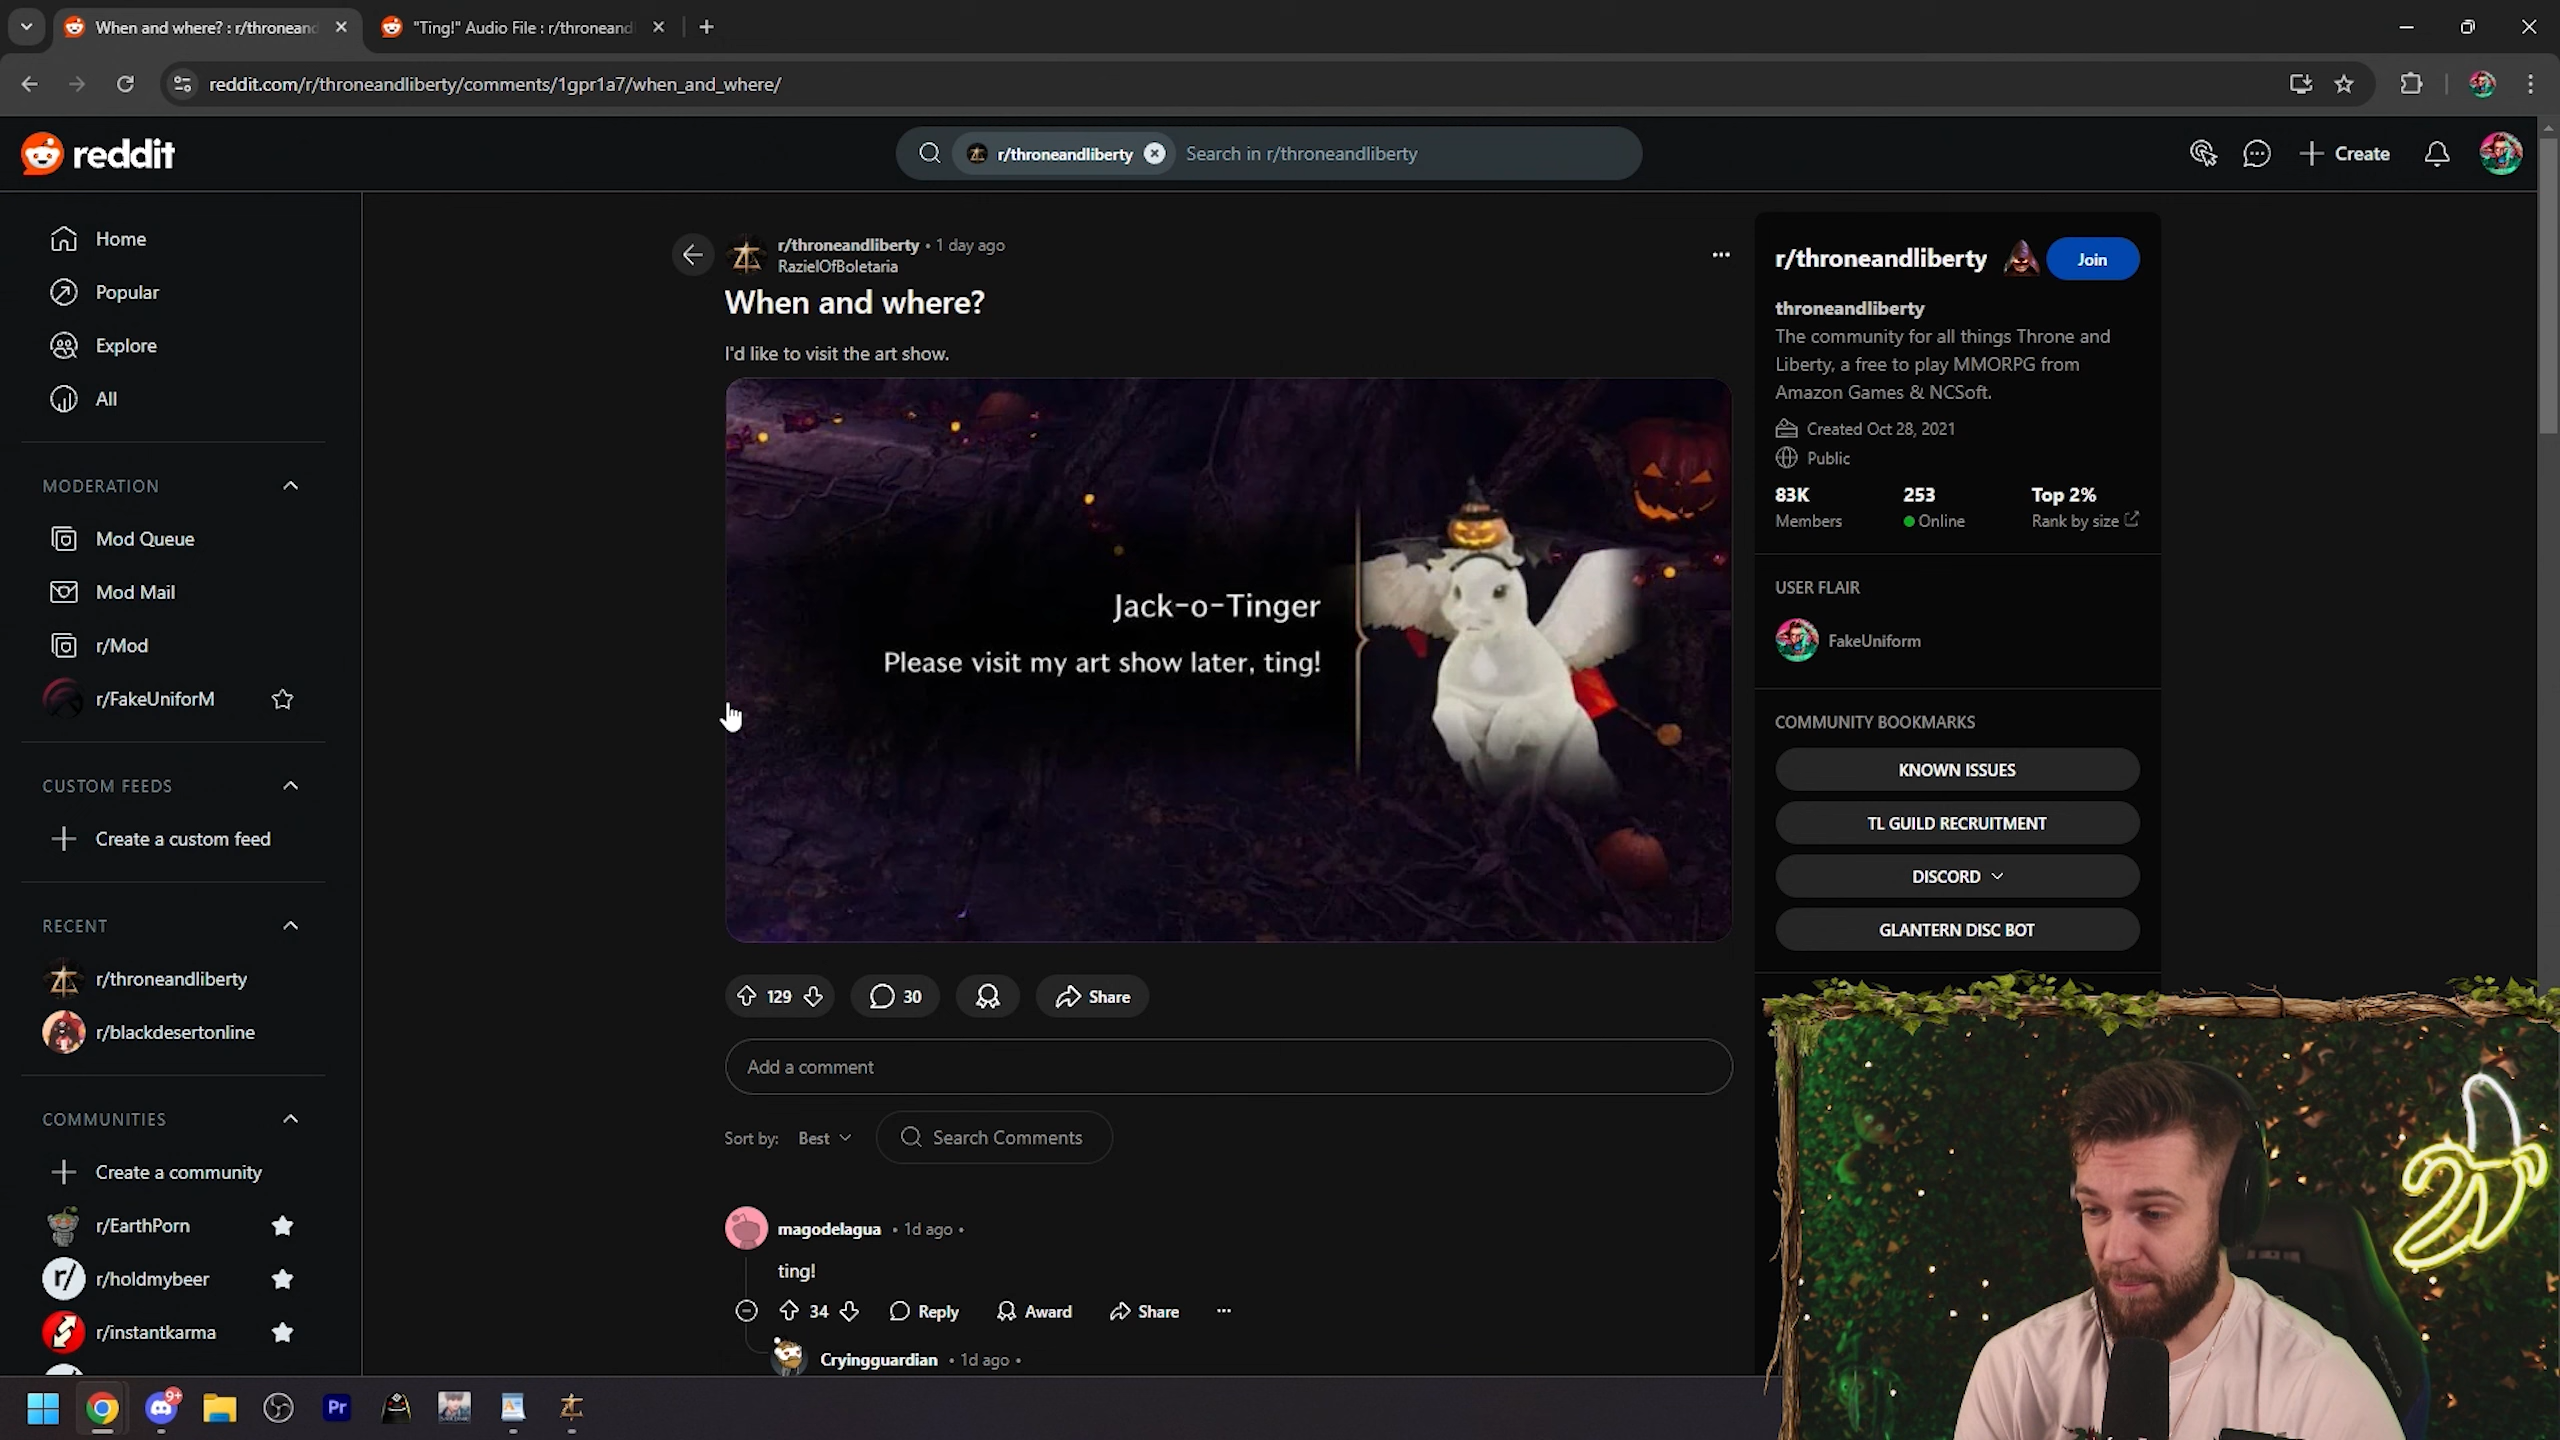 When and where? : r/throneand
"Ting!" Audio File : r/throneand
reddit.com/r/throneandliberty/comments/1gpr1a7/when_and_where/
reddit
r/throneandliberty
Search in r/throneandliberty
Create
Home
Popular
Explore
All
MODERATION
Mod Queue
Mod Mail
r/Mod
r/FakeUniforM
CUSTOM FEEDS
Create a custom feed
RECENT
r/throneandliberty
r/blackdesertonline
COMMUNITIES
Create a community
r/EarthPorn
r/holdmybeer
r/instantkarma
r/throneandliberty • 1 day ago
RazielOfBoletaria
When and where?
I'd like to visit the art show.
Jack-o-Tinger
Please visit my art show later, ting!
129
30
Share
Add a comment
Sort by: Best
Search Comments
magodelagua • 1d ago •
ting!
34 Reply Award Share
Cryingguardian • 1d ago •
r/throneandliberty
Join
throneandliberty
The community for all things Throne and
Liberty, a free to play MMORPG from
Amazon Games & NCSoft.
Created Oct 28, 2021
Public
83K 253 Top 2%
Members Online Rank by size
USER FLAIR
FakeUniform
COMMUNITY BOOKMARKS
KNOWN ISSUES
TL GUILD RECRUITMENT
DISCORD
GLANTERN DISC BOT
9+
Pr